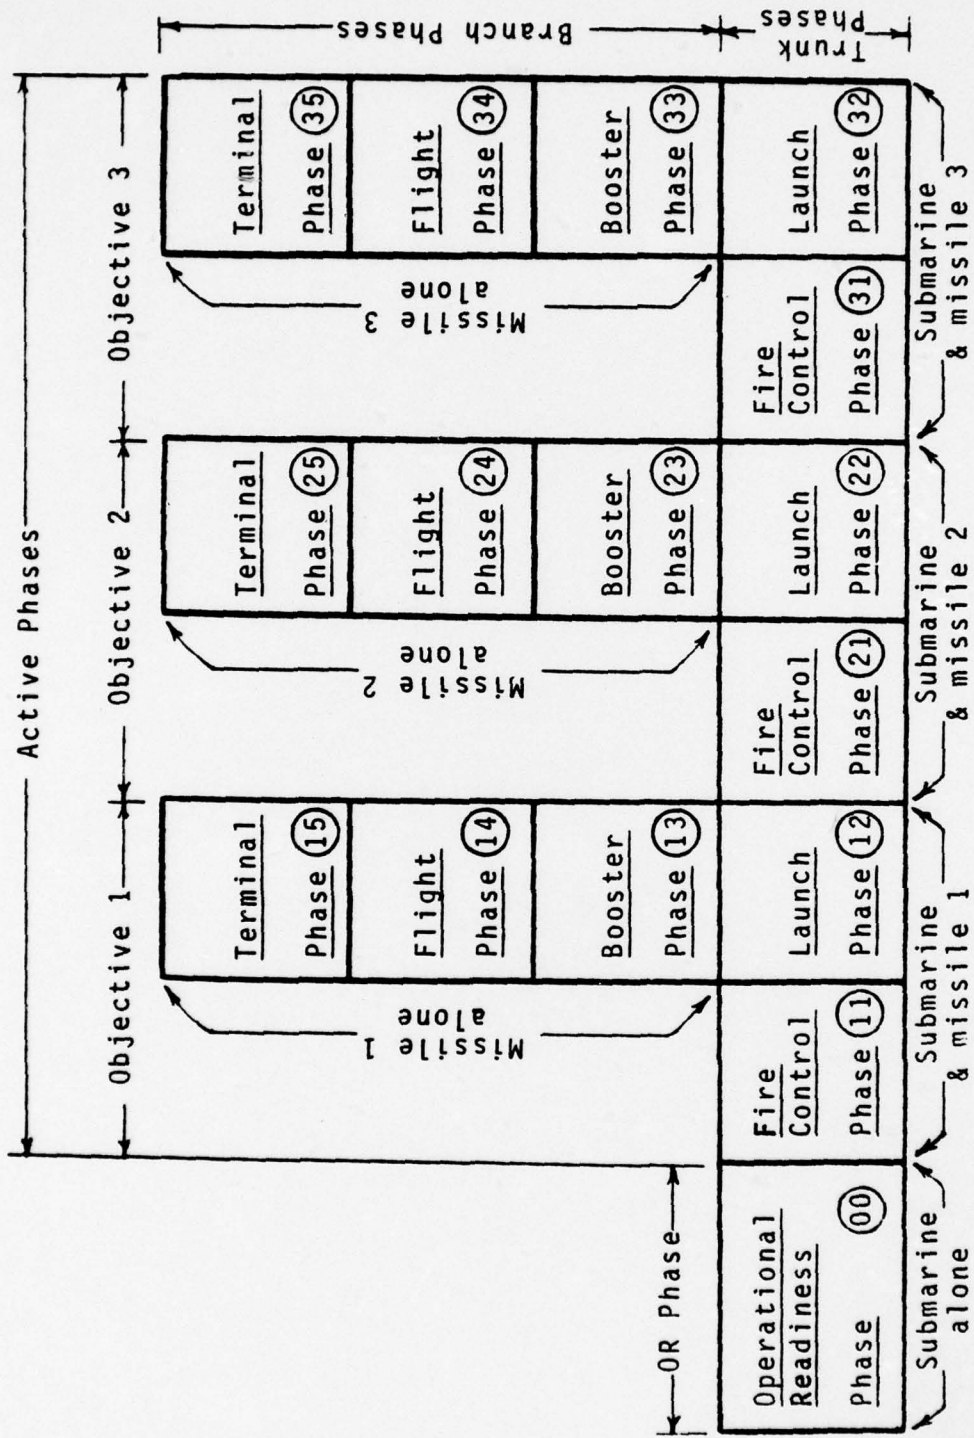 Active Phases
Objective 1
Objective 2
Objective 3
Terminal
Phase 15
Terminal
Phase 25
Terminal
Phase 35
Flight
Phase 14
Flight
Phase 24
Flight
Phase 34
Booster
Phase 13
Booster
Phase 23
Booster
Phase 33
Missile 1
alone
Missile 2
alone
Missile 3
alone
Branch Phases
Trunk
Phases
OR Phase
Operational
Readiness
Phase 00
Fire
Control
Phase 11
Launch
Phase 12
Fire
Control
Phase 21
Launch
Phase 22
Fire
Control
Phase 31
Launch
Phase 32
Submarine
alone
Submarine
& missile 1
Submarine
& missile 2
Submarine
& missile 3